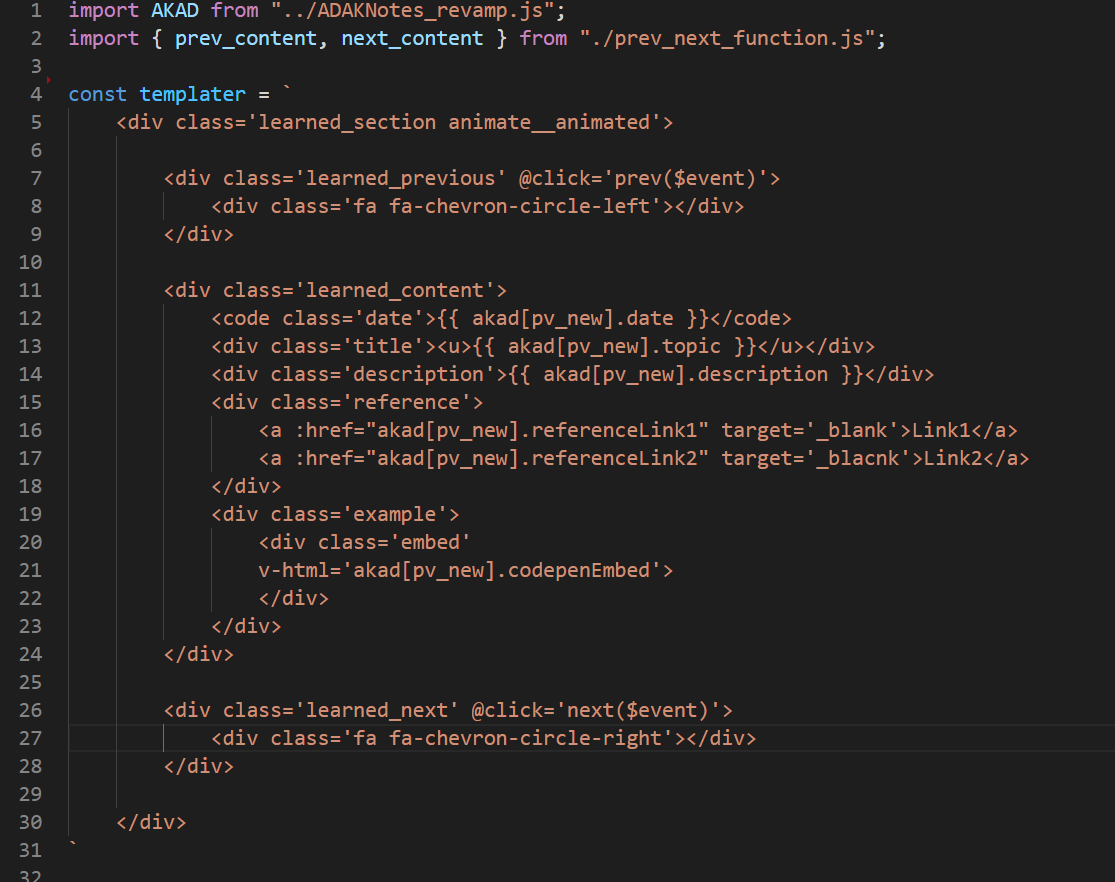 1 import AKAD from "../ADAKNotes_revamp.js";
2 import { prev_content, next_content } from "./prev_next_function.js";
3
4 const templater = `
5     <div class='learned_section animate__animated'>
6
7         <div class='learned_previous' @click='prev($event)'>
8             <div class='fa fa-chevron-circle-left'></div>
9         </div>
10
11         <div class='learned_content'>
12             <code class='date'>{{ akad[pv_new].date }}</code>
13             <div class='title'><u>{{ akad[pv_new].topic }}</u></div>
14             <div class='description'>{{ akad[pv_new].description }}</div>
15             <div class='reference'>
16                 <a :href="akad[pv_new].referenceLink1" target='_blank'>Link1</a>
17                 <a :href="akad[pv_new].referenceLink2" target='_blacnk'>Link2</a>
18             </div>
19             <div class='example'>
20                 <div class='embed'
21                 v-html='akad[pv_new].codepenEmbed'>
22                 </div>
23             </div>
24         </div>
25
26         <div class='learned_next' @click='next($event)'>
27             <div class='fa fa-chevron-circle-right'></div>
28         </div>
29
30     </div>
31 `
32